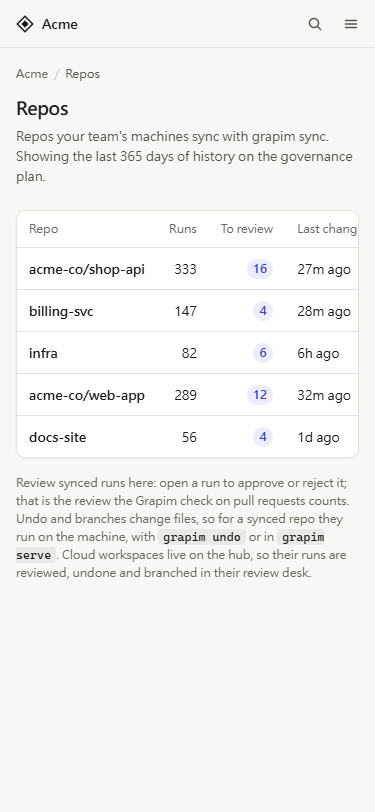 Acme
Acme / Repos
Repos
Repos your team's machines sync with grapim sync.
Showing the last 365 days of history on the governance
plan.
Repo Runs To review Last chang
acme-co/shop-api 333 16 27m ago
billing-svc 147 4 28m ago
infra 82 6 6h ago
acme-co/web-app 289 12 32m ago
docs-site 56 4 1d ago
Review synced runs here: open a run to approve or reject it;
that is the review the Grapim check on pull requests counts.
Undo and branches change files, so for a synced repo they
run on the machine, with grapim undo or in grapim
serve. Cloud workspaces live on the hub, so their runs are
reviewed, undone and branched in their review desk.